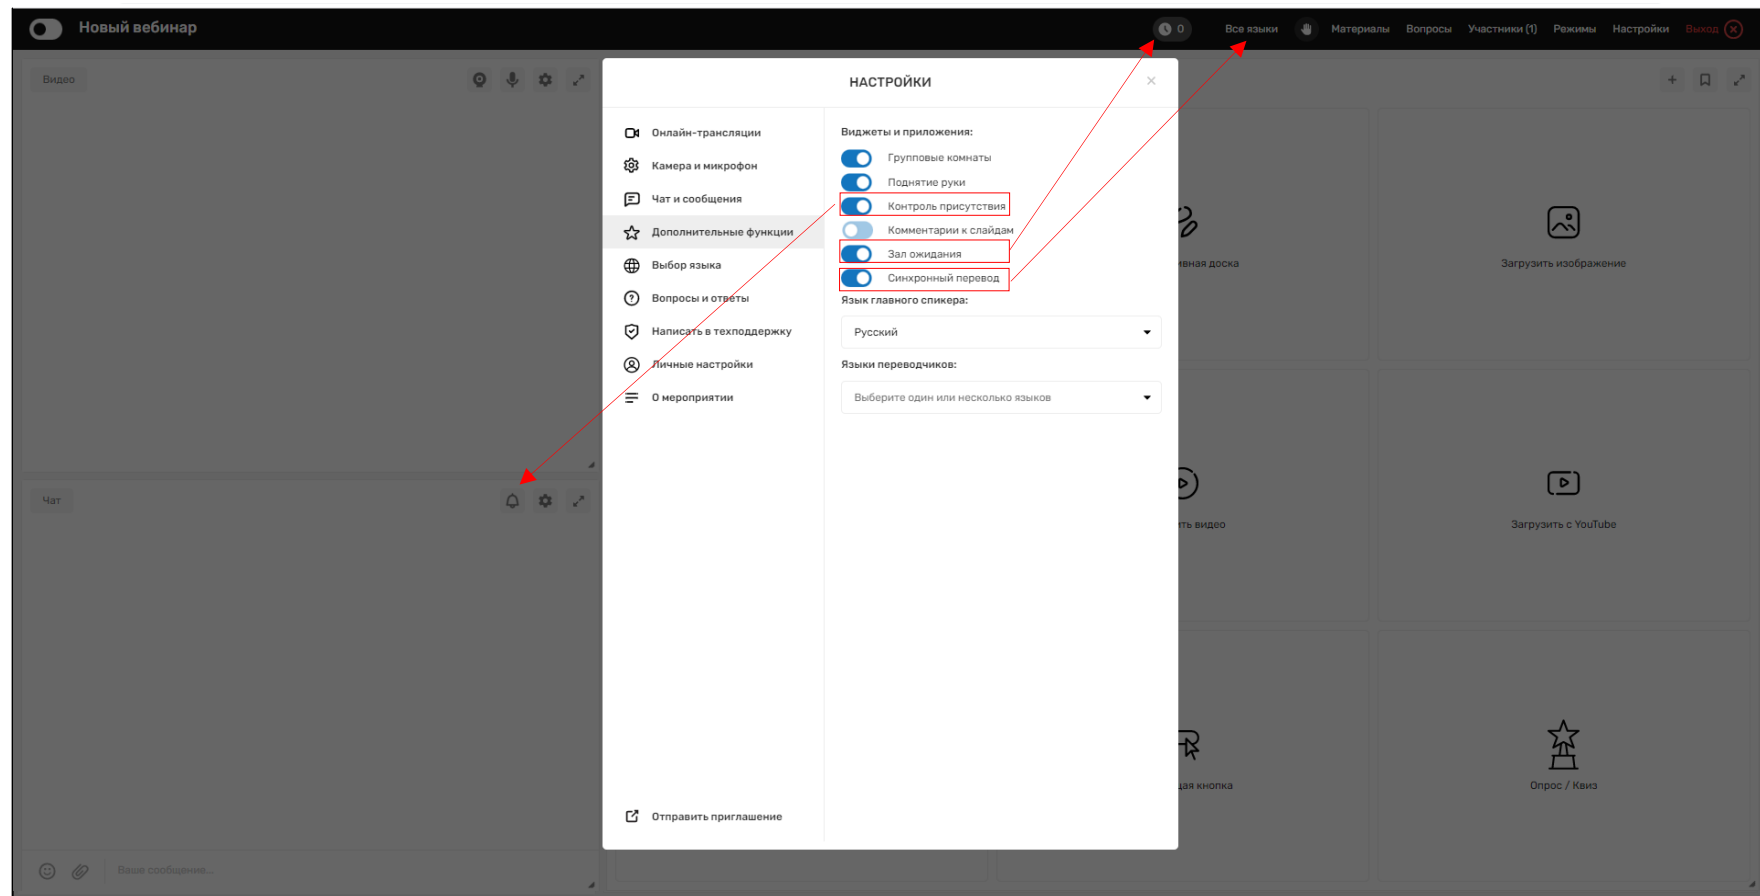 Новый вебинар
0
Все языки
Материалы
Вопросы
Участники (1)
Режимы
Настройки
Выход
Видео
НАСТРОЙКИ
Онлайн-трансляции
Камера и микрофон
Чат и сообщения
Дополнительные функции
Выбор языка
Вопросы и ответы
Написать в техподдержку
Личные настройки
О мероприятии
Отправить приглашение
Виджеты и приложения:
Групповые комнаты
Поднятие руки
Контроль присутствия
Комментарии к слайдам
Зал ожидания
Синхронный перевод
Язык главного спикера:
Русский
Языки переводчиков:
Выберите один или несколько языков
доска
Загрузить изображение
видео
Загрузить с YouTube
кнопка
Опрос / Квиз
Чат
Ваше сообщение...